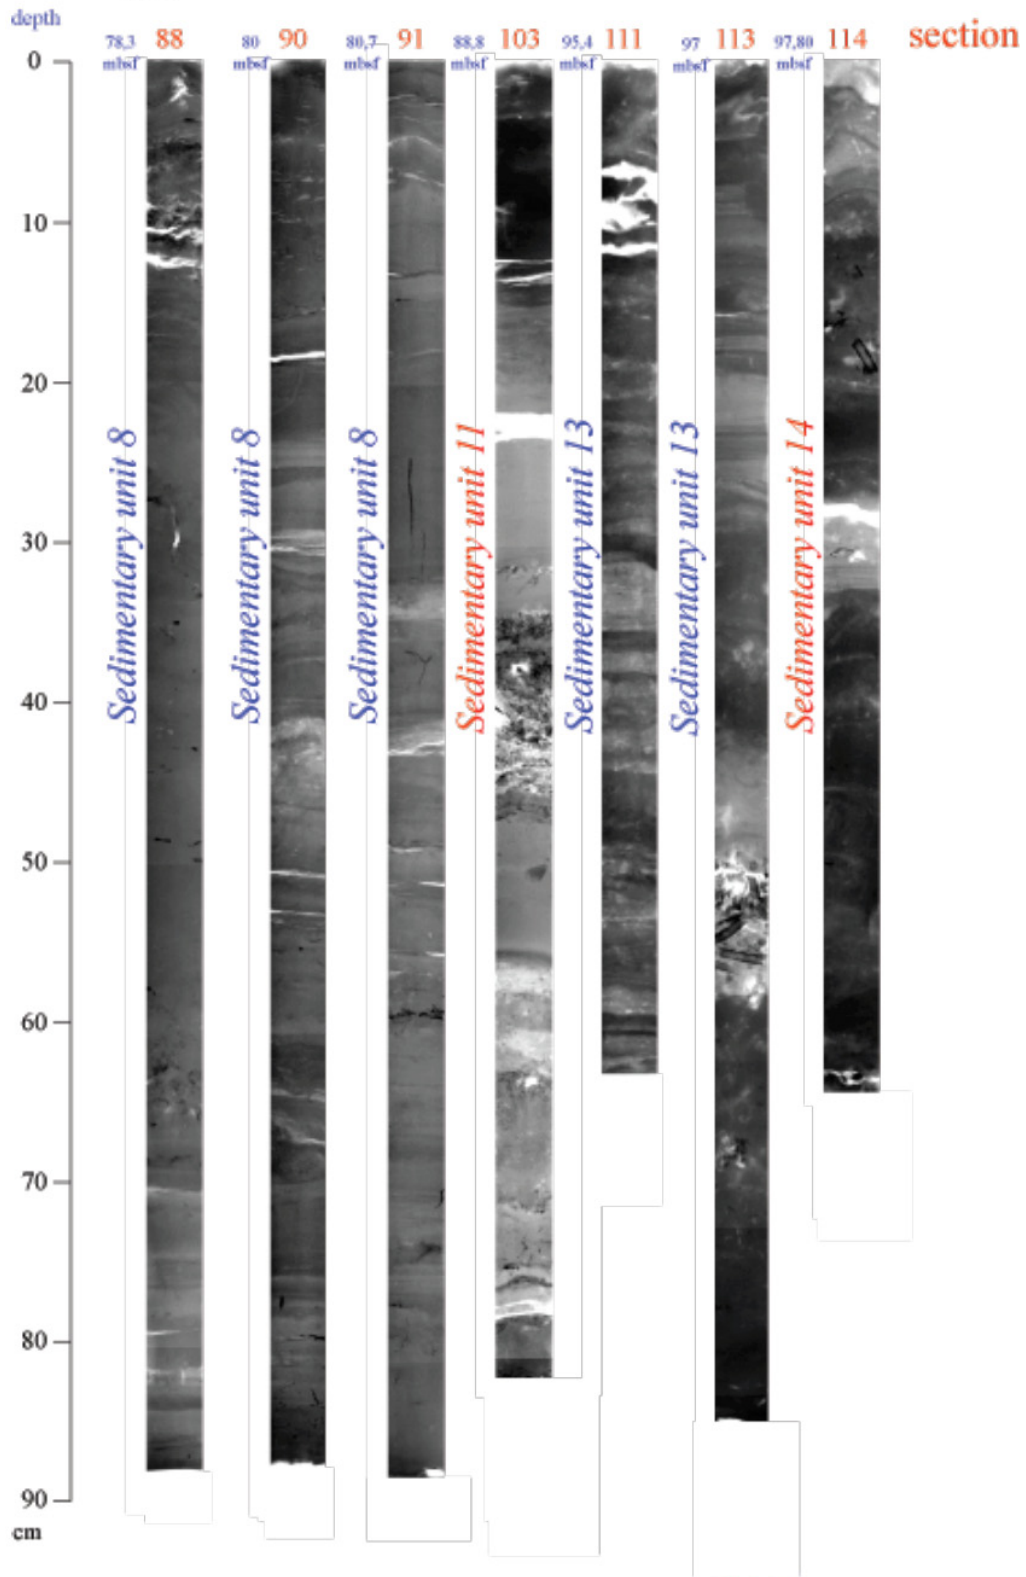 depth
78,3 88 80 90 80,7 91 88,8 103 95,4 111 97 113 97,80 114 section
mbsf mbsf mbsf mbsf mbsf mbsf mbsf
0
10
20
Sedimentary unit 8
Sedimentary unit 8
Sedimentary unit 8
Sedimentary unit 11
Sedimentary unit 13
Sedimentary unit 13
Sedimentary unit 14
30
40
50
60
70
80
90
cm